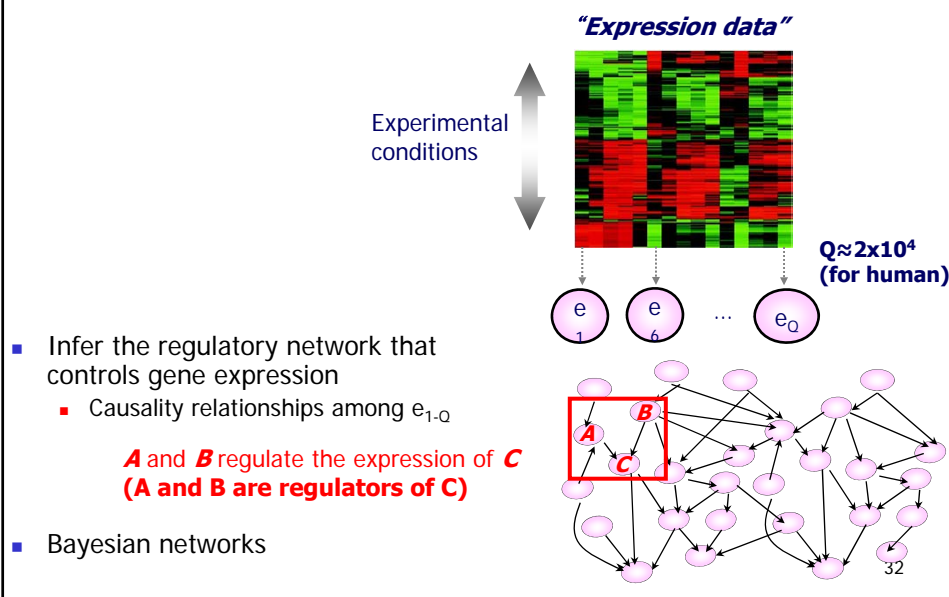 “Expression data”
Experimental
conditions
Q≈2x10⁴
(for human)
e
1
e
6
...
e_Q
▪ Infer the regulatory network that
controls gene expression
▪ Causality relationships among e_1-Q
A and B regulate the expression of C
(A and B are regulators of C)
▪ Bayesian networks
B
A
C
32